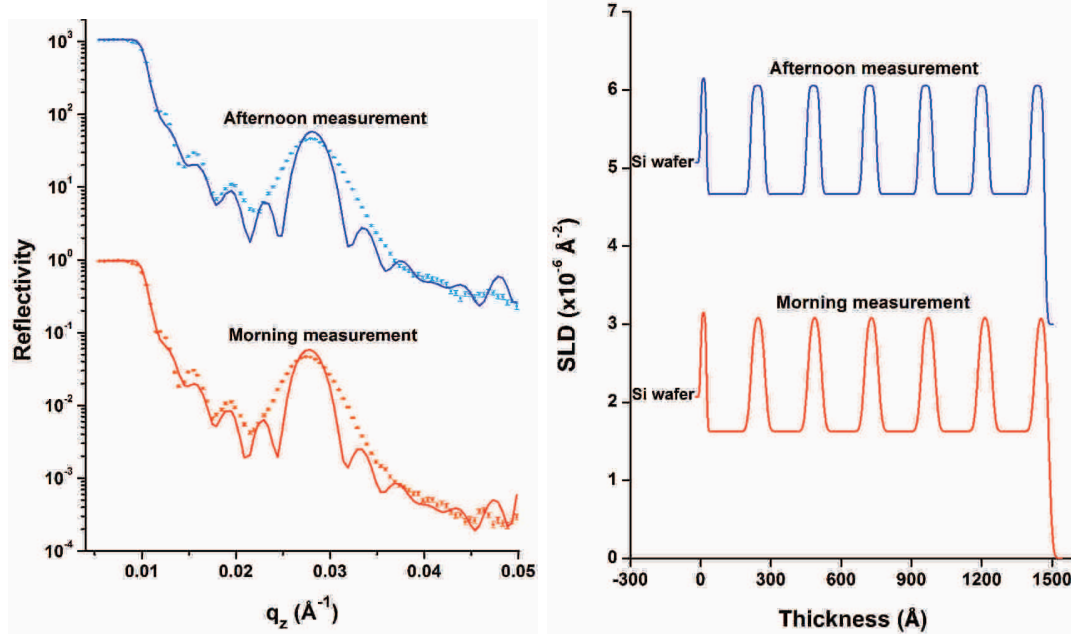 10³
10²
10¹
10⁰
10⁻¹
10⁻²
10⁻³
10⁻⁴
Reflectivity
Afternoon measurement
Morning measurement
0.01 0.02 0.03 0.04 0.05
q_z (Å⁻¹)
7
6
5
4
3
2
1
0
SLD (x10⁻⁶ Å⁻²)
Afternoon measurement
Si wafer
Morning measurement
Si wafer
-300 0 300 600 900 1200 1500
Thickness (Å)